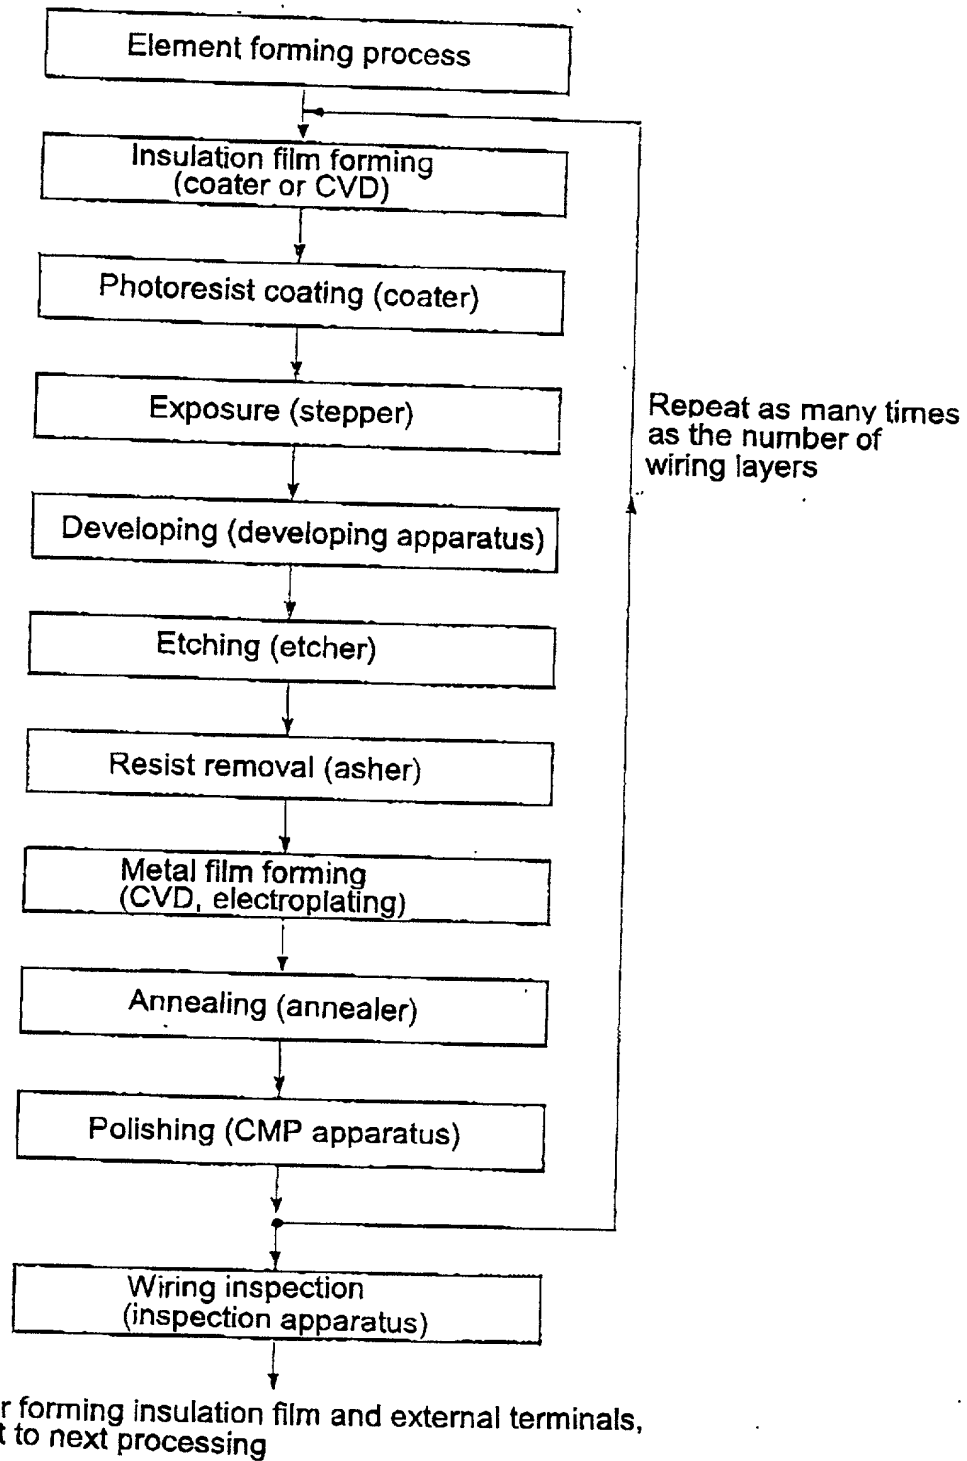 Element forming process
Insulation film forming
(coater or CVD)
Photoresist coating (coater)
Exposure (stepper)
Repeat as many times
as the number of
wiring layers
Developing (developing apparatus)
Etching (etcher)
Resist removal (asher)
Metal film forming
(CVD, electroplating)
Annealing (annealer)
Polishing (CMP apparatus)
Wiring inspection
(inspection apparatus)
forming insulation film and external terminals,
to next processing